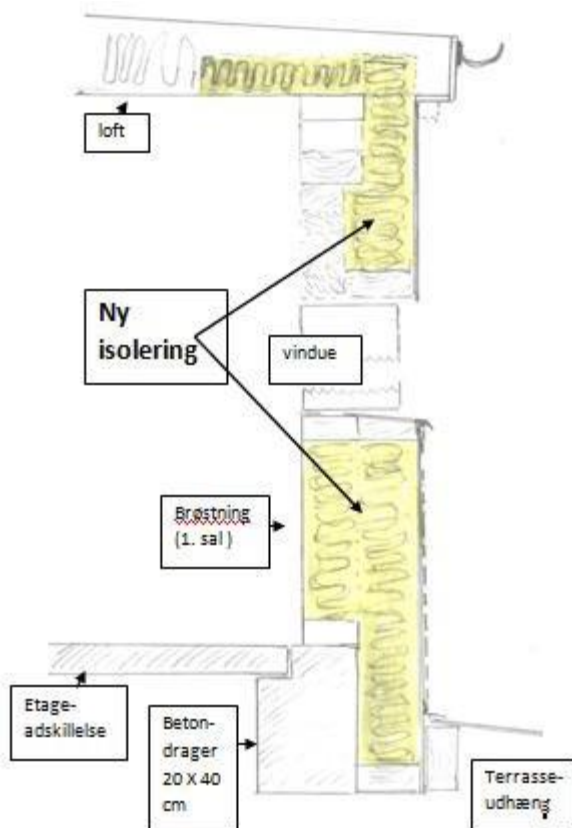 loft
Ny
isolering
vindue
Brøstning
(1. sal )
Etage-
adskillelse
Beton-
drager
20 X 40
cm
Terrasse-
udhæng